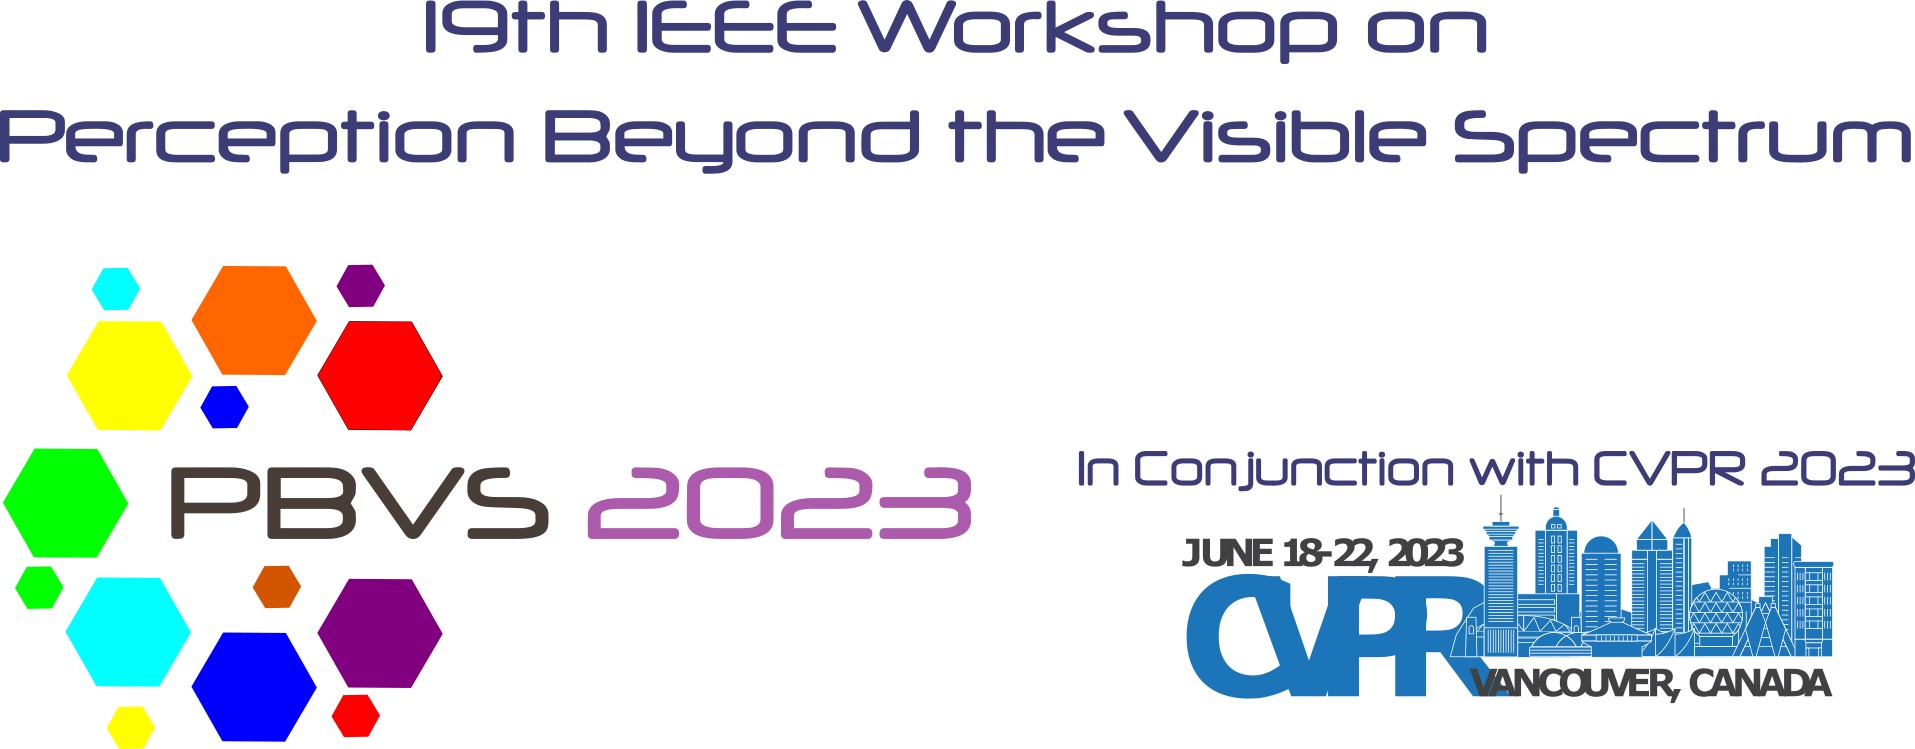 19th IEEE Workshop on
Perception Beyond the Visible Spectrum
PBVS 2023
In Conjunction with CVPR 2023
JUNE 18-22, 2023
CVPR
VANCOUVER, CANADA